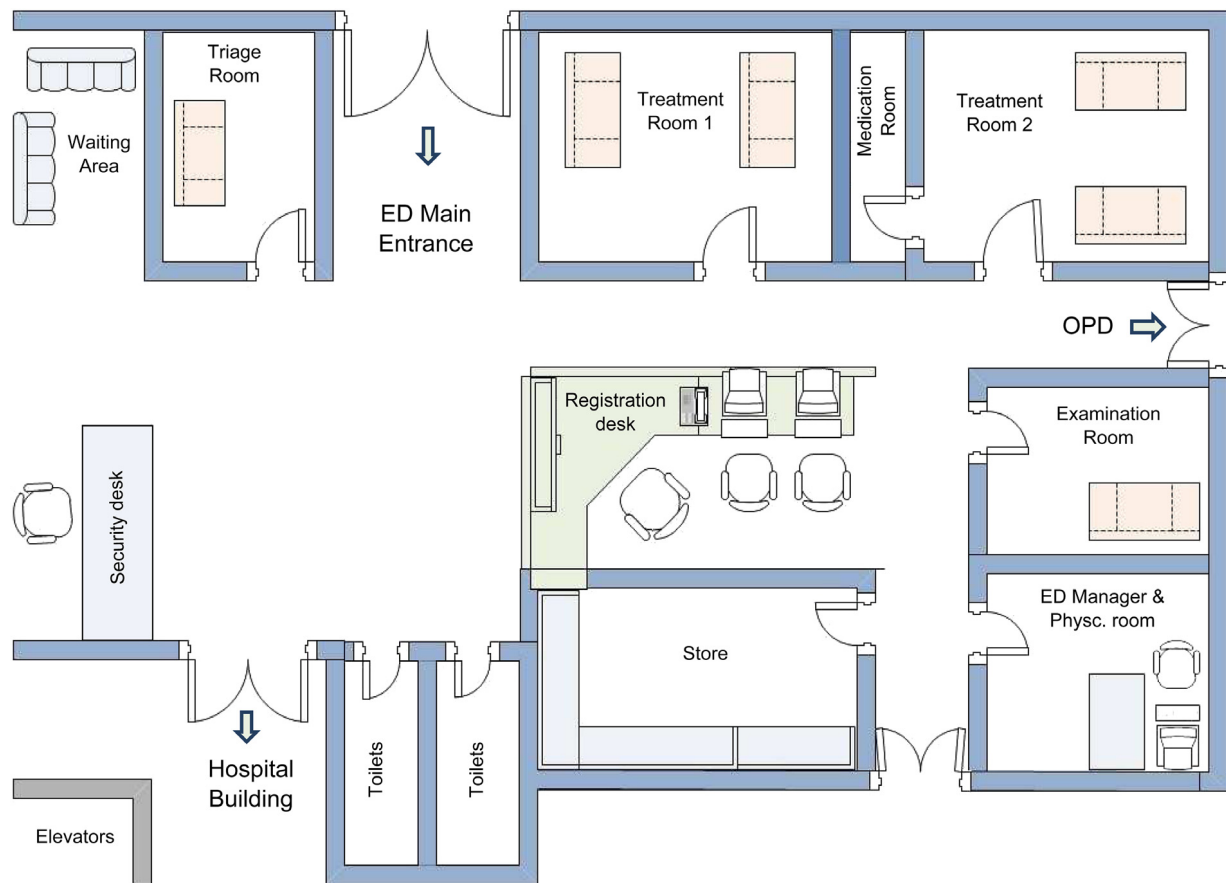 Triage
Room
Waiting
Area
ED Main
Entrance
Treatment
Room 1
Medication
Room
Treatment
Room 2
OPD
Registration
desk
Examination
Room
Security desk
ED Manager &
Physc. room
Store
Toilets
Toilets
Hospital
Building
Elevators